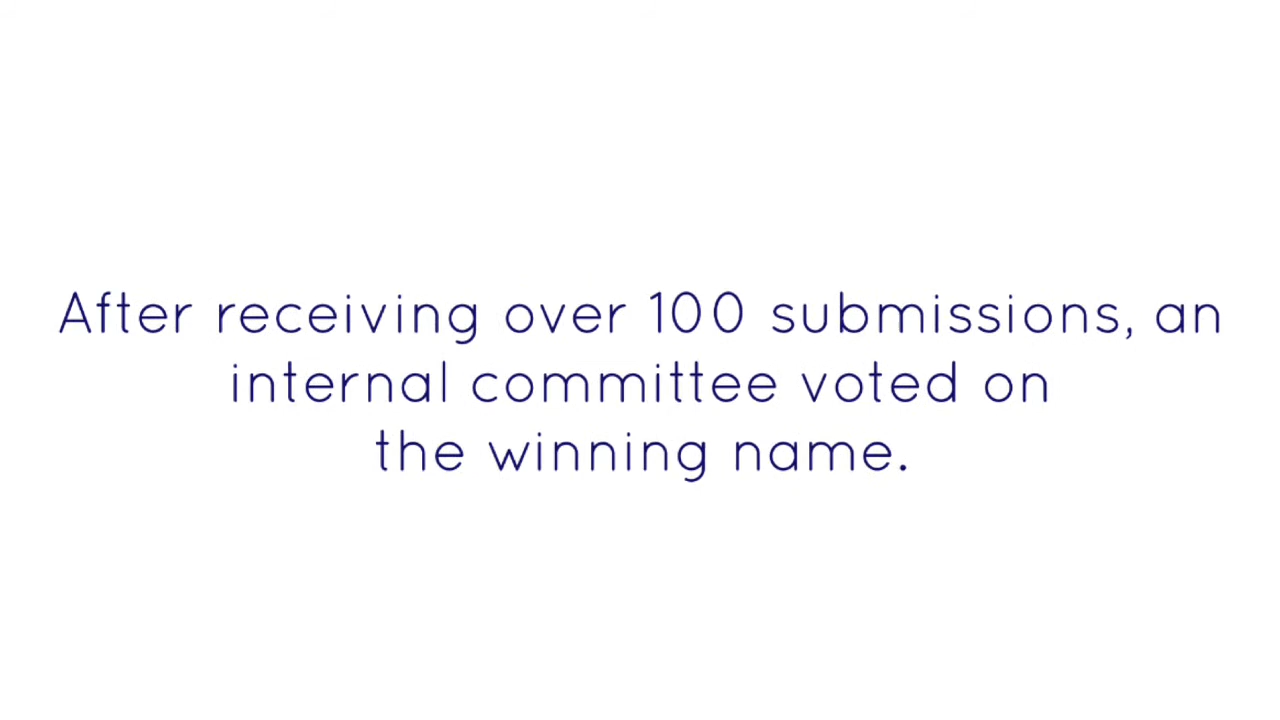 After receiving over 100 submissions, an
internal committee voted on
the winning name.